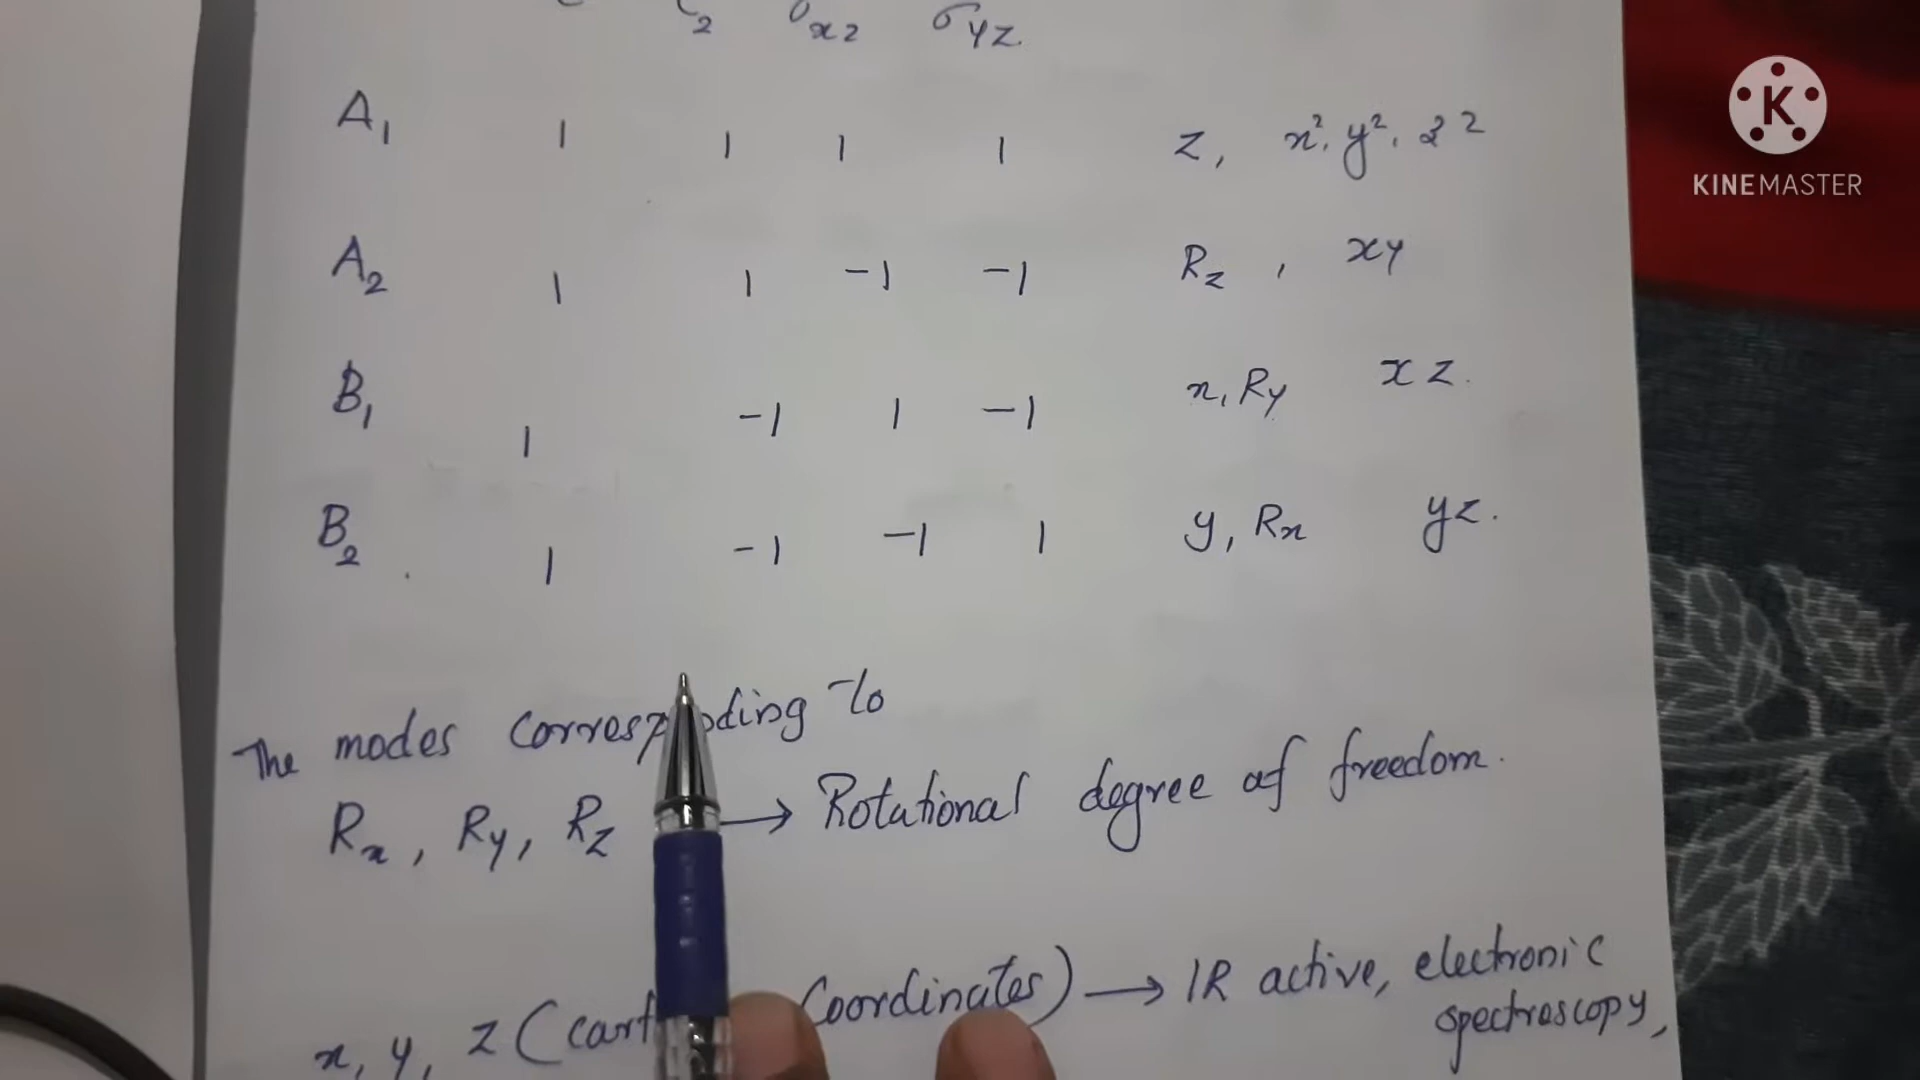 C₂ σxz σyz.
A₁ 1 1 1 1 z, x², y², z²
A₂ 1 1 -1 -1 Rz, xy
B₁ 1 -1 1 -1 x, Ry xz.
B₂ 1 -1 -1 1 y, Rx yz.
The modes corresponding to
Rx, Ry, Rz → Rotational degree of freedom.
x, y, z (cart Coordinates) → IR active, electronic
spectroscopy,
K
KINEMASTER